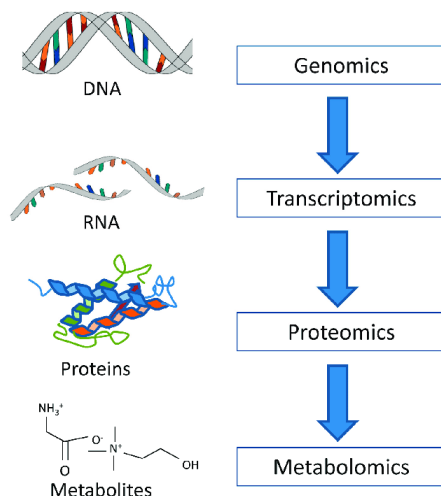 DNA
Genomics
RNA
Transcriptomics
Proteins
Proteomics
NH₃⁺
O⁻
N⁺
O
OH
Metabolites
Metabolomics